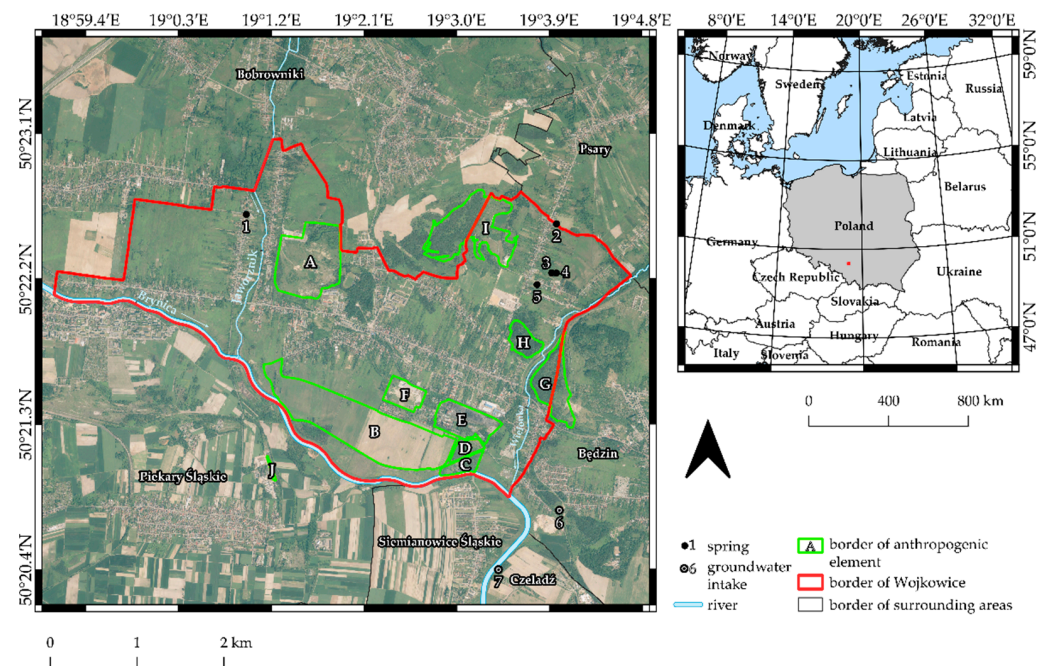 18°59.4'E 19°0.3'E 19°1.2'E 19°2.1'E 19°3.0'E 19°3.9'E 19°4.8'E
50°23.1'N
50°22.2'N
50°21.3'N
50°20.4'N
Bobrowniki
Psary
1
Jaworznik
A
I
2
3
4
5
Brynica
H
G
F
E
B
D
C
Wielonka
J
Piekary Śląskie
Będzin
6
Siemianowice Śląskie
7
Czeladź
0 1 2 km
8°0'E 14°0'E 20°0'E 26°0'E 32°0'E
59°0'N
55°0'N
51°0'N
47°0'N
Norway
Sweden
Estonia
Russia
Latvia
Denmark
Lithuania
Belarus
Poland
Germany
Czech Republic
Ukraine
Slovakia
Austria
Hungary
Romania
Italy
Slovenia
0 400 800 km
1 spring
6 groundwater
intake
river
A border of anthropogenic
element
border of Wojkowice
border of surrounding areas